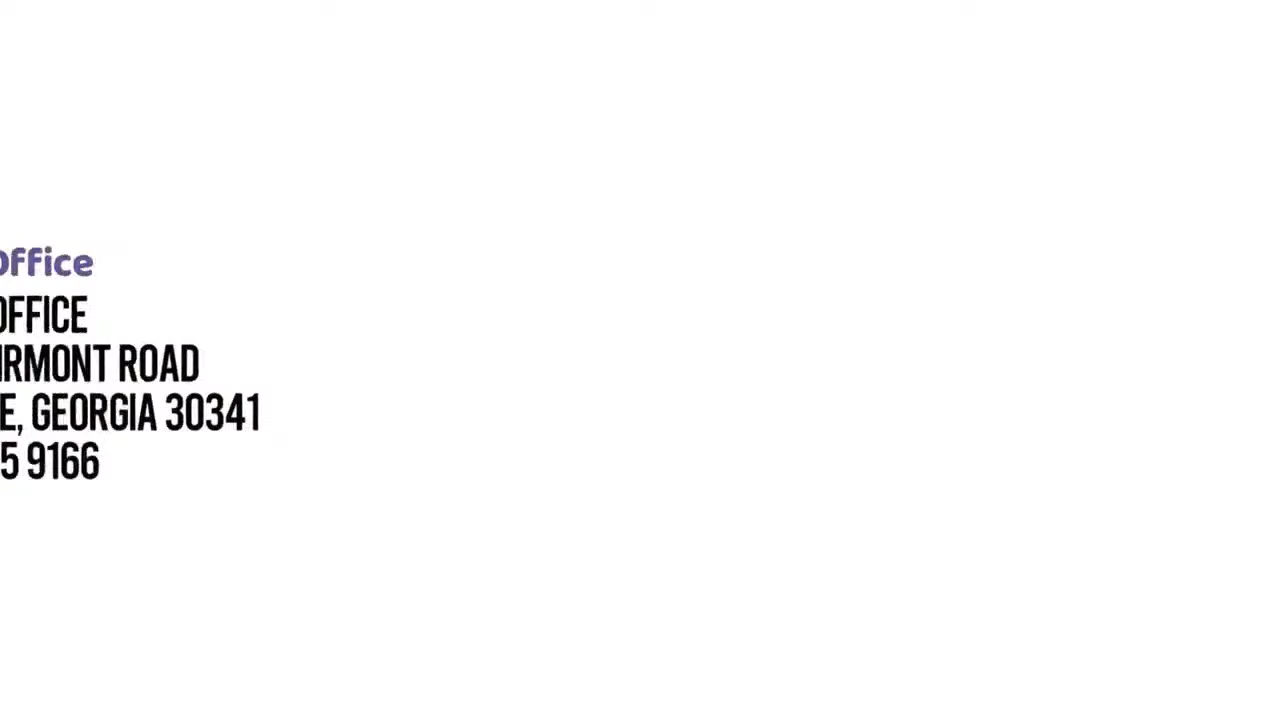 Office
OFFICE
IRMONT ROAD
E, GEORGIA 30341
5 9166